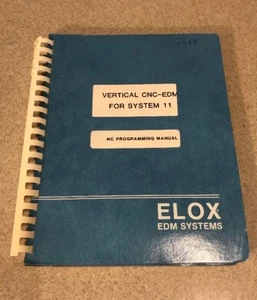 VERTICAL CNC-EDM
FOR SYSTEM 11
NC PROGRAMMING MANUAL
ELOX
EDM SYSTEMS